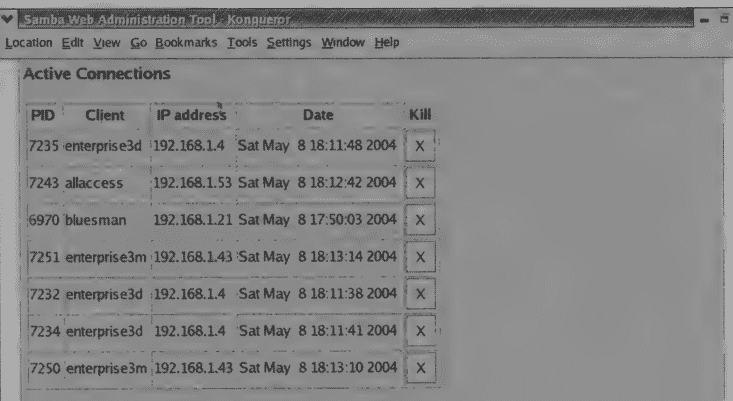 Samba Web Administration Tool - Konqueror
Location Edit View Go Bookmarks Tools Settings Window Help
Active Connections
PID Client IP address Date Kill
7235 enterprise3d 192.168.1.4 Sat May 8 18:11:48 2004 X
7243 allaccess 192.168.1.53 Sat May 8 18:12:42 2004 X
6970 bluesman 192.168.1.21 Sat May 8 17:50:03 2004 X
7251 enterprise3m 192.168.1.43 Sat May 8 18:13:14 2004 X
7232 enterprise3d 192.168.1.4 Sat May 8 18:11:38 2004 X
7234 enterprise3d 192.168.1.4 Sat May 8 18:11:41 2004 X
7250 enterprise3m 192.168.1.43 Sat May 8 18:13:10 2004 X